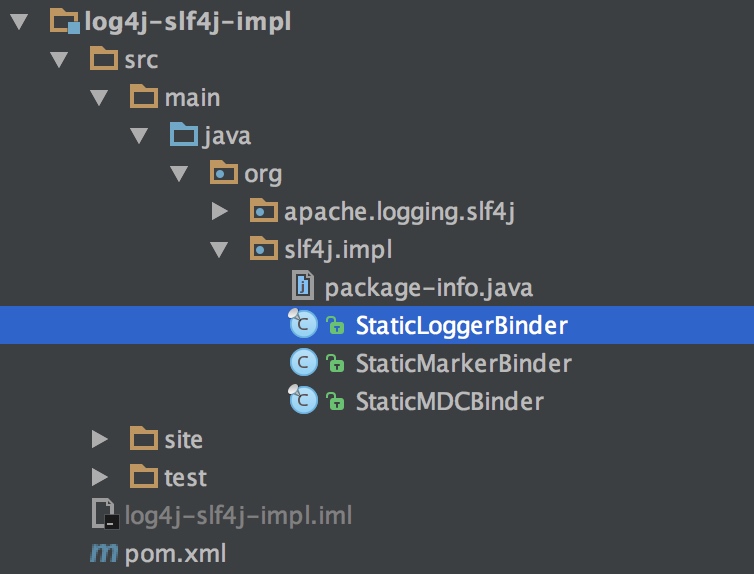 log4j-slf4j-impl
src
main
java
org
apache.logging.slf4j
slf4j.impl
package-info.java
StaticLoggerBinder
StaticMarkerBinder
StaticMDCBinder
site
test
log4j-slf4j-impl.iml
pom.xml